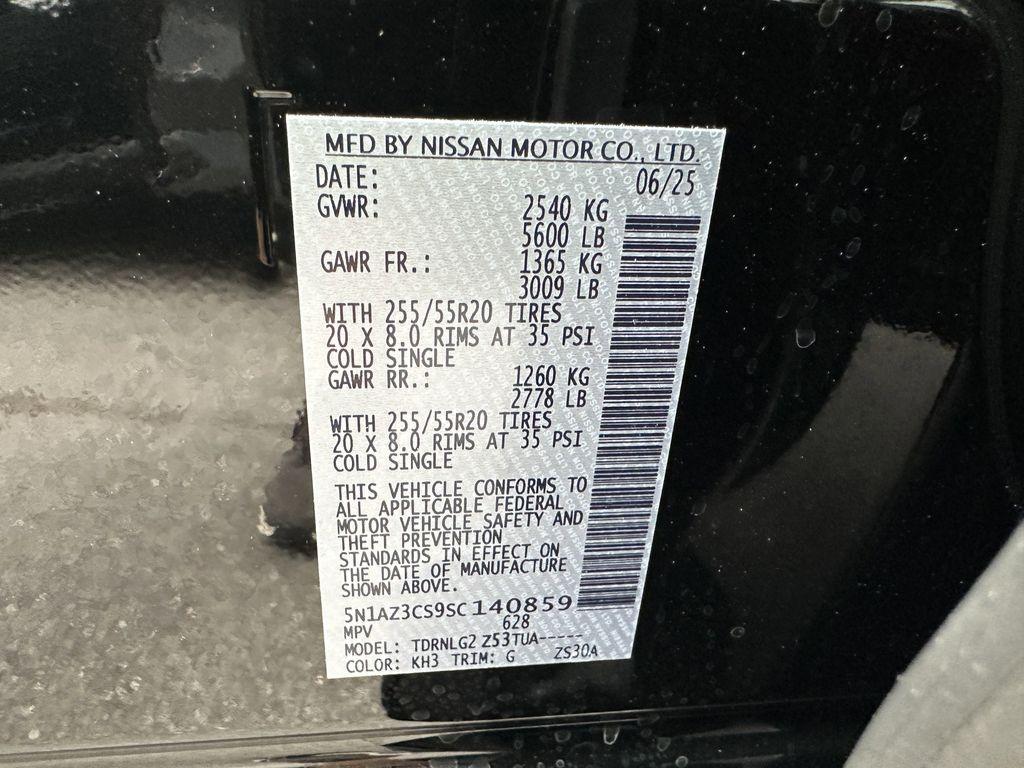 MFD BY NISSAN MOTOR CO., LTD.
DATE: 06/25
GVWR: 2540 KG
5600 LB
GAWR FR.: 1365 KG
3009 LB
WITH 255/55R20 TIRES
20 X 8.0 RIMS AT 35 PSI
COLD SINGLE
GAWR RR.: 1260 KG
2778 LB
WITH 255/55R20 TIRES
20 X 8.0 RIMS AT 35 PSI
COLD SINGLE
THIS VEHICLE CONFORMS TO
ALL APPLICABLE FEDERAL
MOTOR VEHICLE SAFETY AND
THEFT PREVENTION
STANDARDS IN EFFECT ON
THE DATE OF MANUFACTURE
SHOWN ABOVE.
5N1AZ3CS9SC140859
MPV 628
MODEL: TDRNLG2 Z53TUA-----
COLOR: KH3 TRIM: G ZS30A